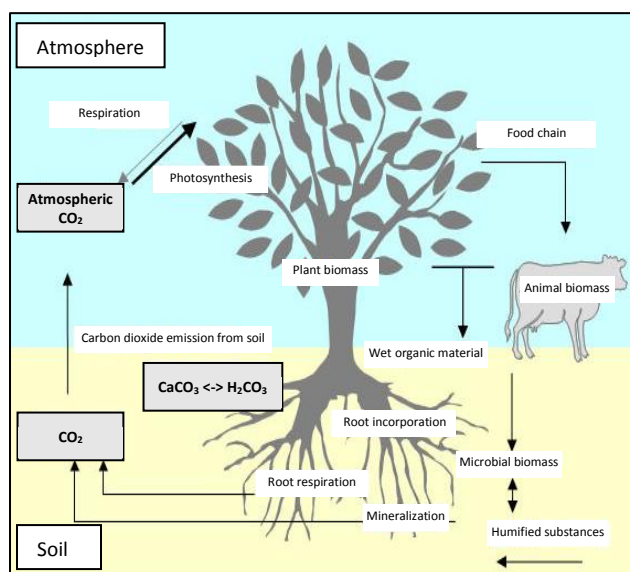 Atmosphere
Respiration
Food chain
Photosynthesis
Atmospheric
CO₂
Plant biomass
Animal biomass
Carbon dioxide emission from soil
Wet organic material
CaCO₃ <-> H₂CO₃
Root incorporation
CO₂
Microbial biomass
Root respiration
Mineralization
Humified substances
Soil